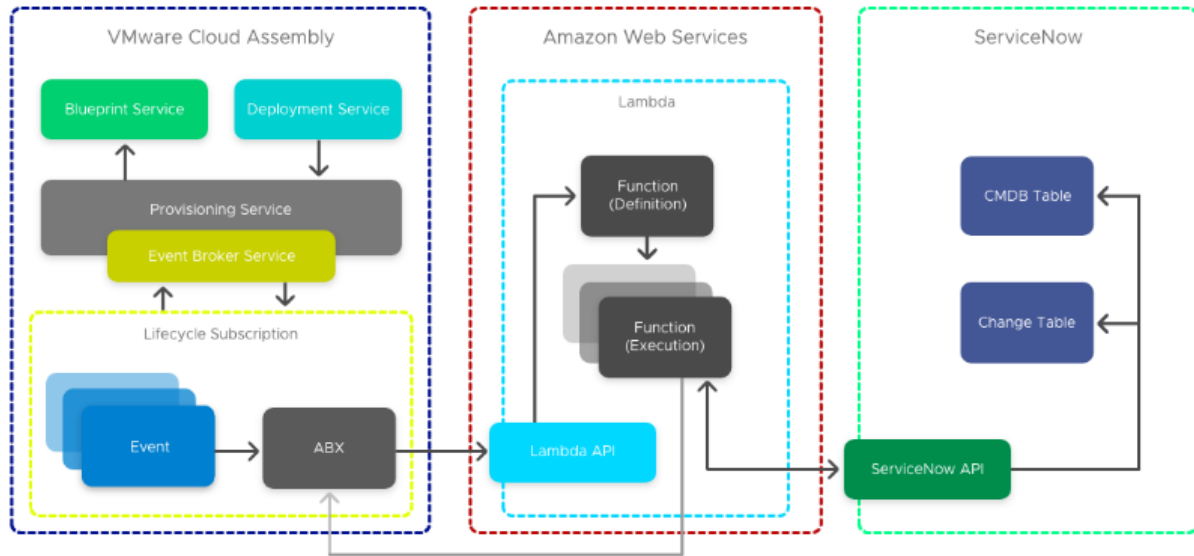 VMware Cloud Assembly
Blueprint Service
Deployment Service
Provisioning Service
Event Broker Service
Lifecycle Subscription
Event
ABX
Amazon Web Services
Lambda
Function
(Definition)
Function
(Execution)
Lambda API
ServiceNow
CMDB Table
Change Table
ServiceNow API